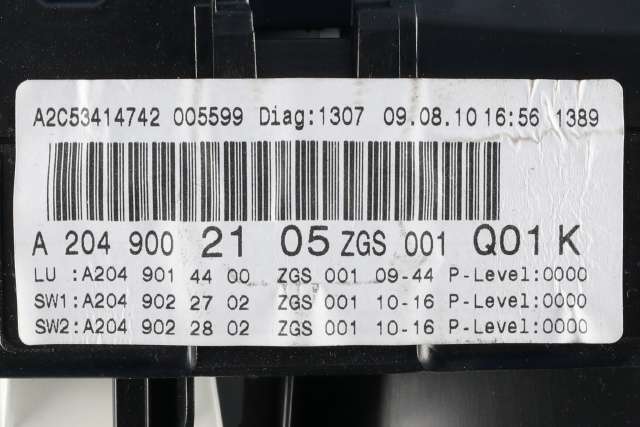 A2C53414742 005599 Diag:1307 09.08.10 16:56 1389
A 204 900 21 05 ZGS 001 Q01 K
LU :A204 901 44 00 ZGS 001 09-44 P-Level:0000
SW1:A204 902 27 02 ZGS 001 10-16 P-Level:0000
SW2:A204 902 28 02 ZGS 001 10-16 P-Level:0000